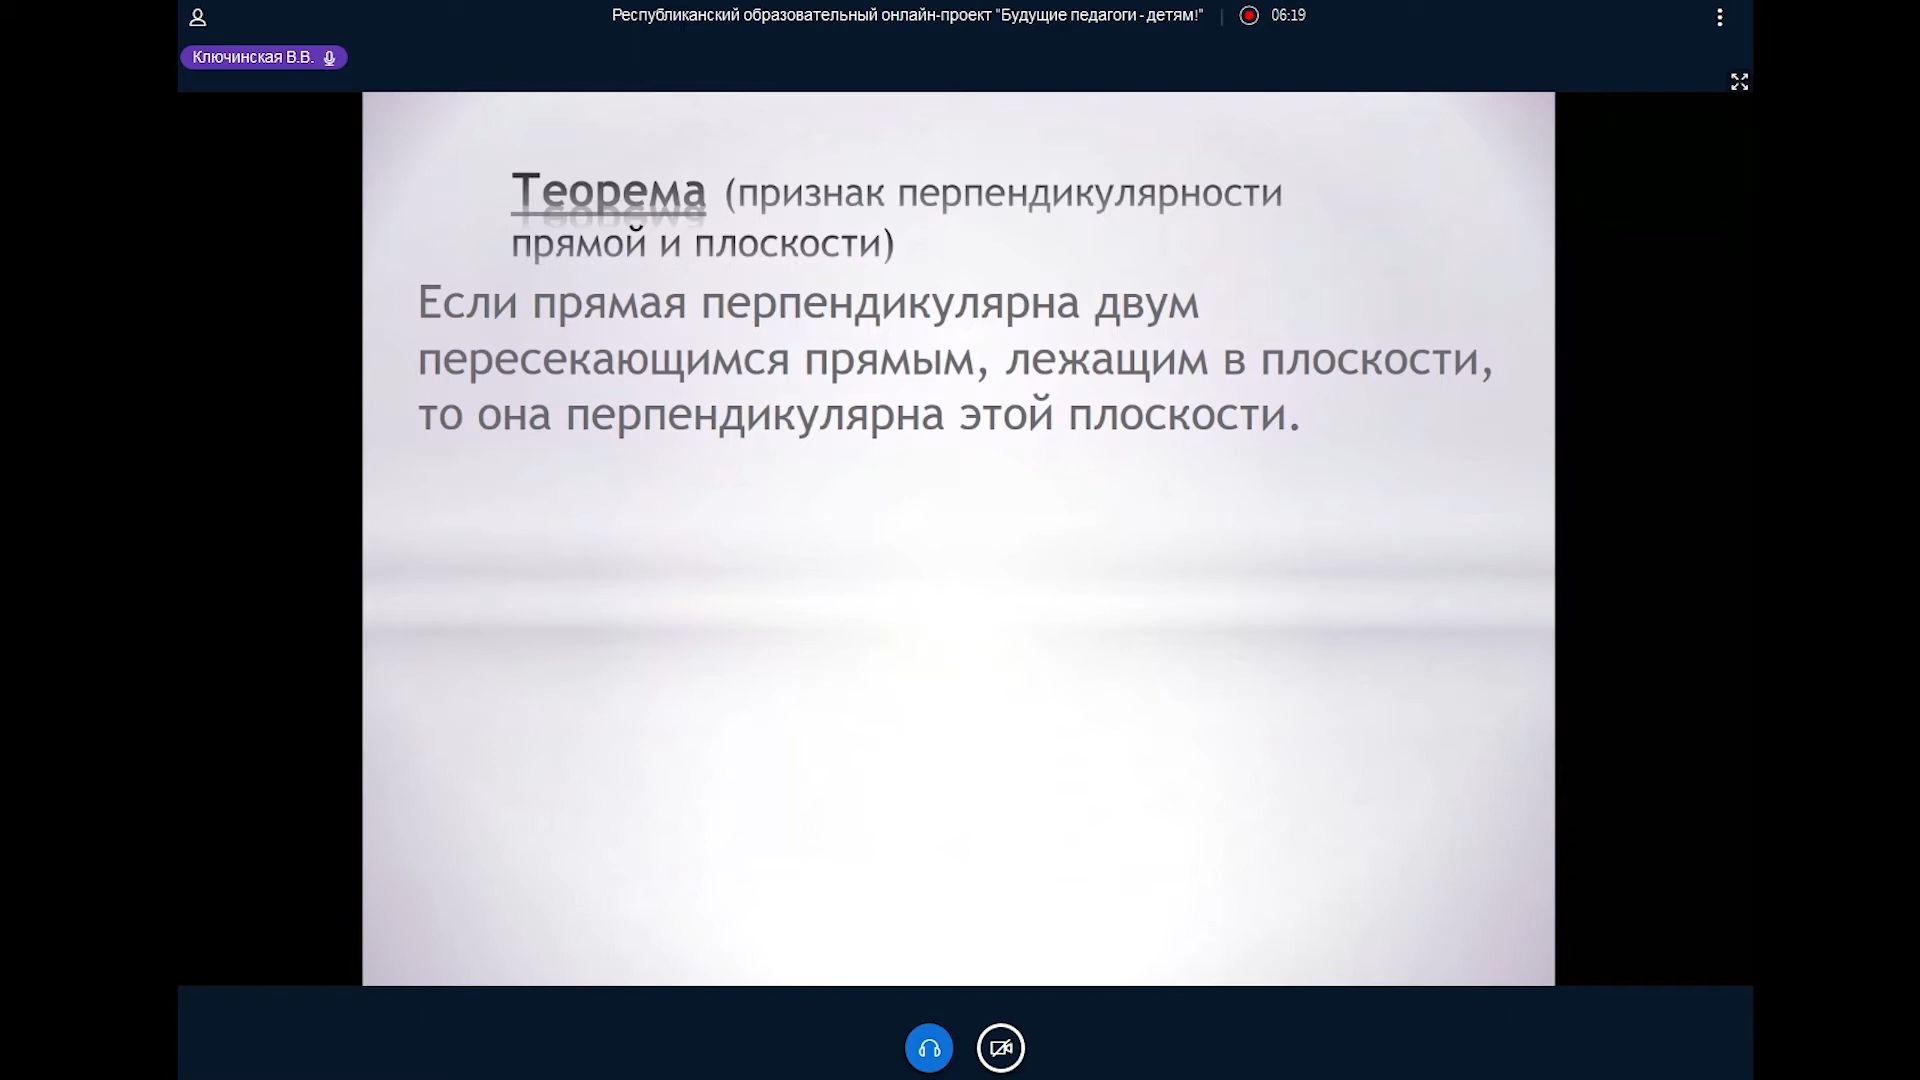 Республиканский образовательный онлайн-проект "Будущие педагоги - детям!" | 06:19
Ключинская В.В.
Теорема (признак перпендикулярности
прямой и плоскости)
Если прямая перпендикулярна двум
пересекающимся прямым, лежащим в плоскости,
то она перпендикулярна этой плоскости.